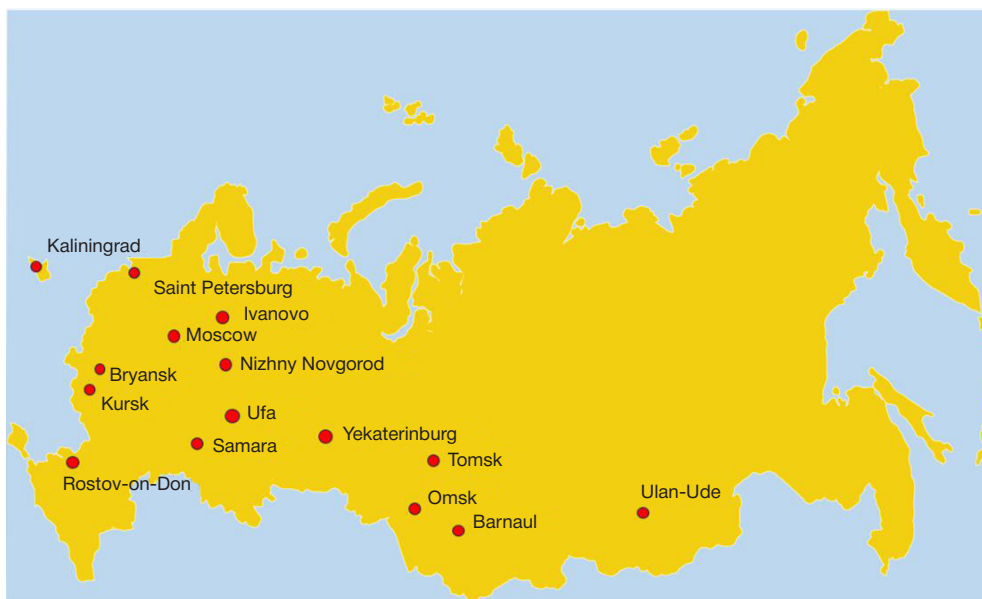 Kaliningrad
Saint Petersburg
Ivanovo
Moscow
Nizhny Novgorod
Bryansk
Kursk
Ufa
Yekaterinburg
Samara
Tomsk
Rostov-on-Don
Ulan-Ude
Omsk
Barnaul